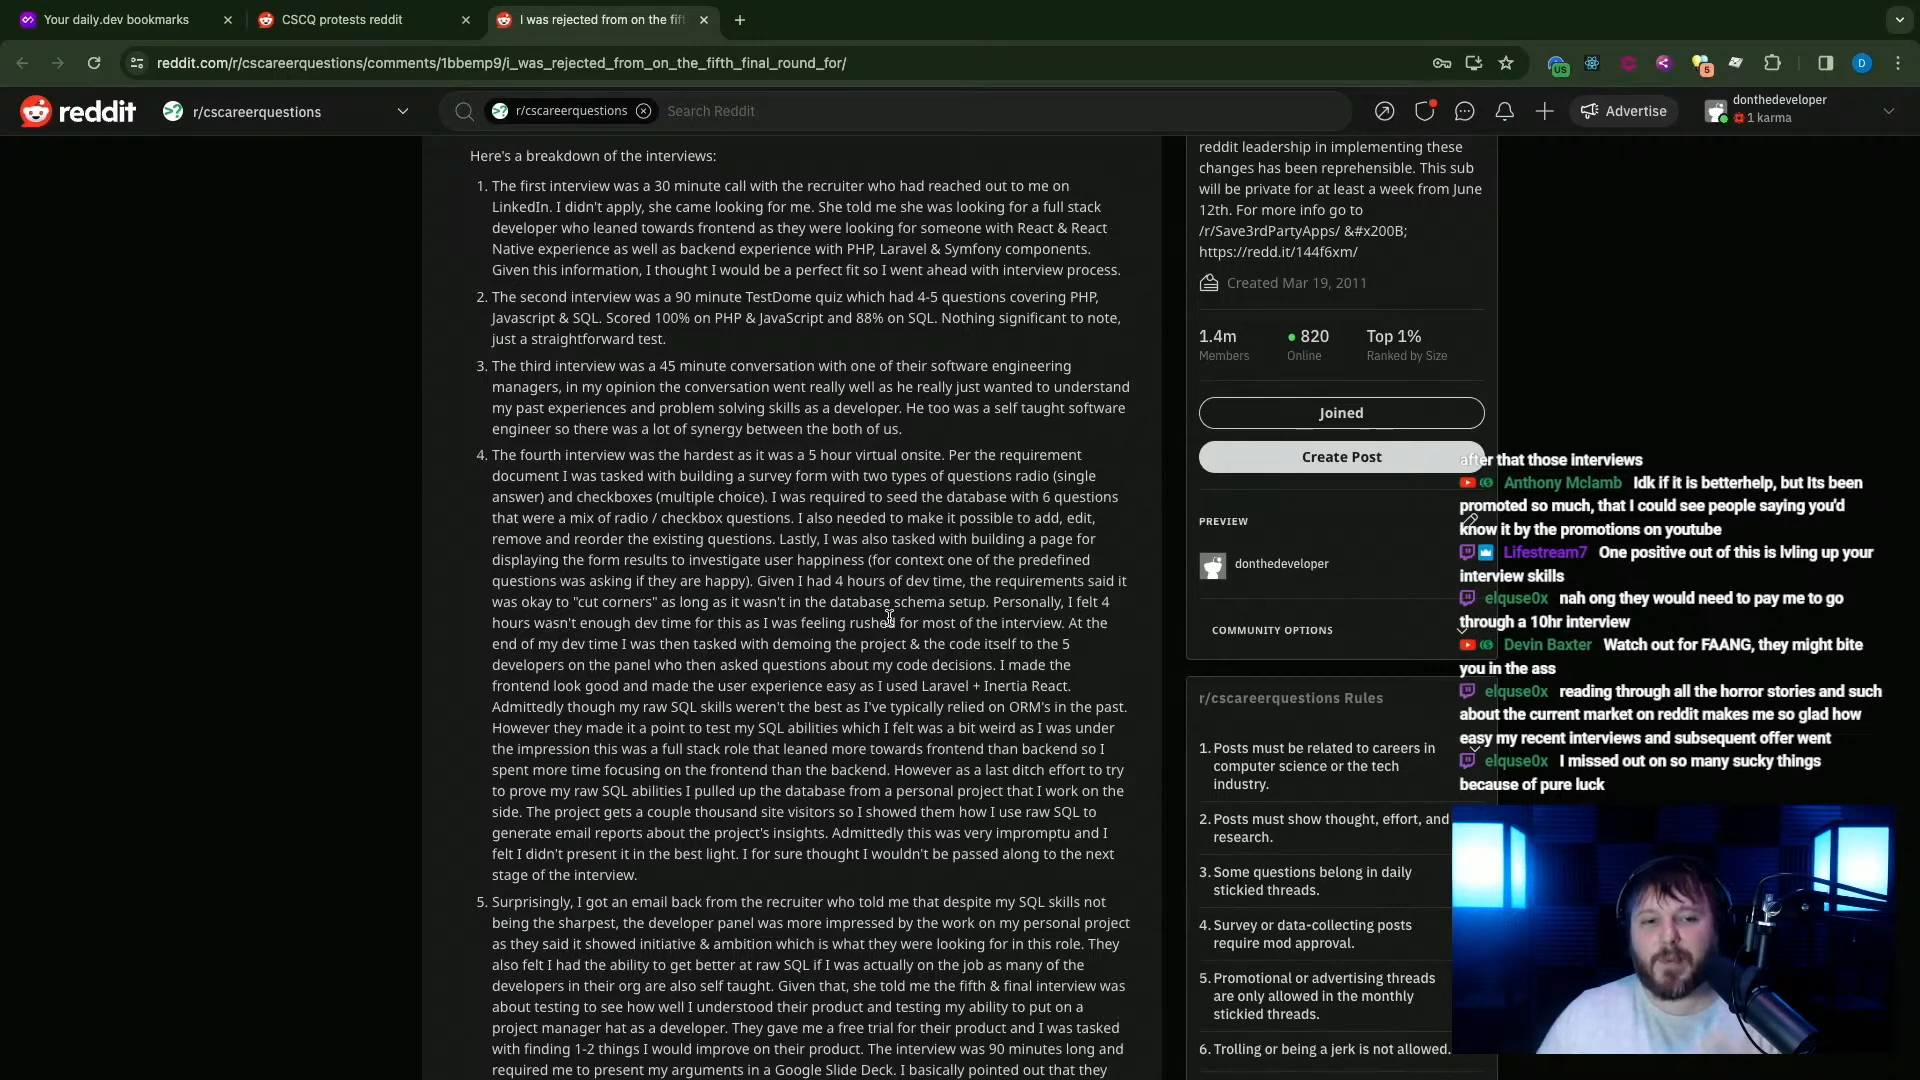 Your daily.dev bookmarks
CSCQ protests reddit
I was rejected from on the fif
reddit.com/r/cscareerquestions/comments/1bbemp9/i_was_rejected_from_on_the_fifth_final_round_for/
US
5
D
reddit
r/cscareerquestions
r/cscareerquestions
Search Reddit
Advertise
donthedeveloper
1 karma
Here's a breakdown of the interviews:
1. The first interview was a 30 minute call with the recruiter who had reached out to me on
LinkedIn. I didn't apply, she came looking for me. She told me she was looking for a full stack
developer who leaned towards frontend as they were looking for someone with React & React
Native experience as well as backend experience with PHP, Laravel & Symfony components.
Given this information, I thought I would be a perfect fit so I went ahead with interview process.
2. The second interview was a 90 minute TestDome quiz which had 4-5 questions covering PHP,
Javascript & SQL. Scored 100% on PHP & JavaScript and 88% on SQL. Nothing significant to note,
just a straightforward test.
3. The third interview was a 45 minute conversation with one of their software engineering
managers, in my opinion the conversation went really well as he really just wanted to understand
my past experiences and problem solving skills as a developer. He too was a self taught software
engineer so there was a lot of synergy between the both of us.
4. The fourth interview was the hardest as it was a 5 hour virtual onsite. Per the requirement
document I was tasked with building a survey form with two types of questions radio (single
answer) and checkboxes (multiple choice). I was required to seed the database with 6 questions
that were a mix of radio / checkbox questions. I also needed to make it possible to add, edit,
remove and reorder the existing questions. Lastly, I was also tasked with building a page for
displaying the form results to investigate user happiness (for context one of the predefined
questions was asking if they are happy). Given I had 4 hours of dev time, the requirements said it
was okay to "cut corners" as long as it wasn't in the database schema setup. Personally, I felt 4
hours wasn't enough dev time for this as I was feeling rushed for most of the interview. At the
end of my dev time I was then tasked with demoing the project & the code itself to the 5
developers on the panel who then asked questions about my code decisions. I made the
frontend look good and made the user experience easy as I used Laravel + Inertia React.
Admittedly though my raw SQL skills weren't the best as I've typically relied on ORM's in the past.
However they made it a point to test my SQL abilities which I felt was a bit weird as I was under
the impression this was a full stack role that leaned more towards frontend than backend so I
spent more time focusing on the frontend than the backend. However as a last ditch effort to try
to prove my raw SQL abilities I pulled up the database from a personal project that I work on the
side. The project gets a couple thousand site visitors so I showed them how I use raw SQL to
generate email reports about the project's insights. Admittedly this was very impromptu and I
felt I didn't present it in the best light. I for sure thought I wouldn't be passed along to the next
stage of the interview.
5. Surprisingly, I got an email back from the recruiter who told me that despite my SQL skills not
being the sharpest, the developer panel was more impressed by the work on my personal project
as they said it showed initiative & ambition which is what they were looking for in this role. They
also felt I had the ability to get better at raw SQL if I was actually on the job as many of the
developers in their org are also self taught. Given that, she told me the fifth & final interview was
about testing to see how well I understood their product and testing my ability to put on a
project manager hat as a developer. They gave me a free trial for their product and I was tasked
with finding 1-2 things I would improve on their product. The interview was 90 minutes long and
required me to present my arguments in a Google Slide Deck. I basically pointed out that they
reddit leadership in implementing these
changes has been reprehensible. This sub
will be private for at least a week from June
12th. For more info go to
/r/Save3rdPartyApps/ &#x200B;
https://redd.it/144f6xm/
Created Mar 19, 2011
1.4m
820
Top 1%
Members
Online
Ranked by Size
Joined
Create Post
PREVIEW
donthedeveloper
COMMUNITY OPTIONS
r/cscareerquestions Rules
1. Posts must be related to careers in
computer science or the tech
industry.
2. Posts must show thought, effort, and
research.
3. Some questions belong in daily
stickied threads.
4. Survey or data-collecting posts
require mod approval.
5. Promotional or advertising threads
are only allowed in the monthly
stickied threads.
6. Trolling or being a jerk is not allowed.
after that those interviews
Anthony Mclamb Idk if it is betterhelp, but Its been
promoted so much, that I could see people saying you'd
know it by the promotions on youtube
Lifestream7 One positive out of this is lvling up your
interview skills
elquse0x nah ong they would need to pay me to go
through a 10hr interview
Devin Baxter Watch out for FAANG, they might bite
you in the ass
elquse0x reading through all the horror stories and such
about the current market on reddit makes me so glad how
easy my recent interviews and subsequent offer went
elquse0x I missed out on so many sucky things
because of pure luck